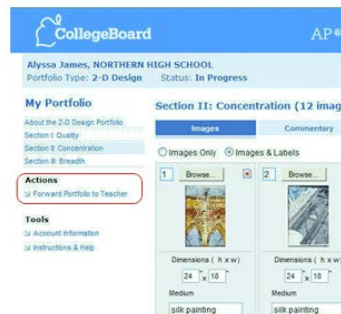 CollegeBoard
AP®
Alyssa James, NORTHERN HIGH SCHOOL
Portfolio Type: 2-D Design Status: In Progress
My Portfolio
About the 2-D Design Portfolio
Section I: Quality
Section II: Concentration
Section III: Breadth
Actions
Forward Portfolio to Teacher
Tools
Account Information
Instructions & Help
Section II: Concentration (12 imag
Images Commentary
Images Only Images & Labels
1 Browse... 2 Browse...
Dimensions ( h x w) Dimensions ( h x w)
24 " x 18 " 24 " x 18 "
Medium Medium
silk painting silk painting